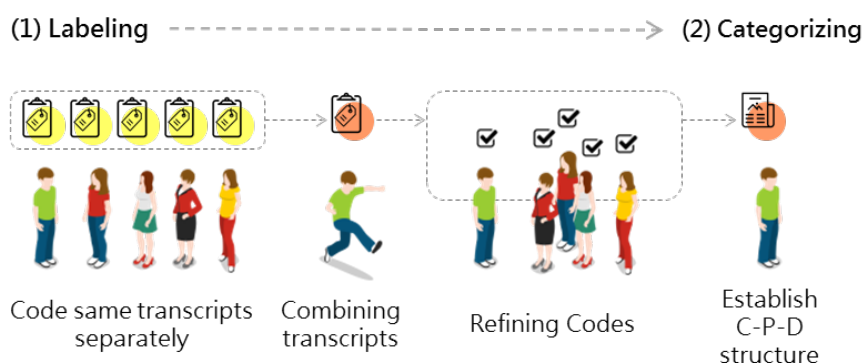 (1) Labeling
(2) Categorizing
Code same transcripts
separately
Combining
transcripts
Refining Codes
Establish
C-P-D
structure